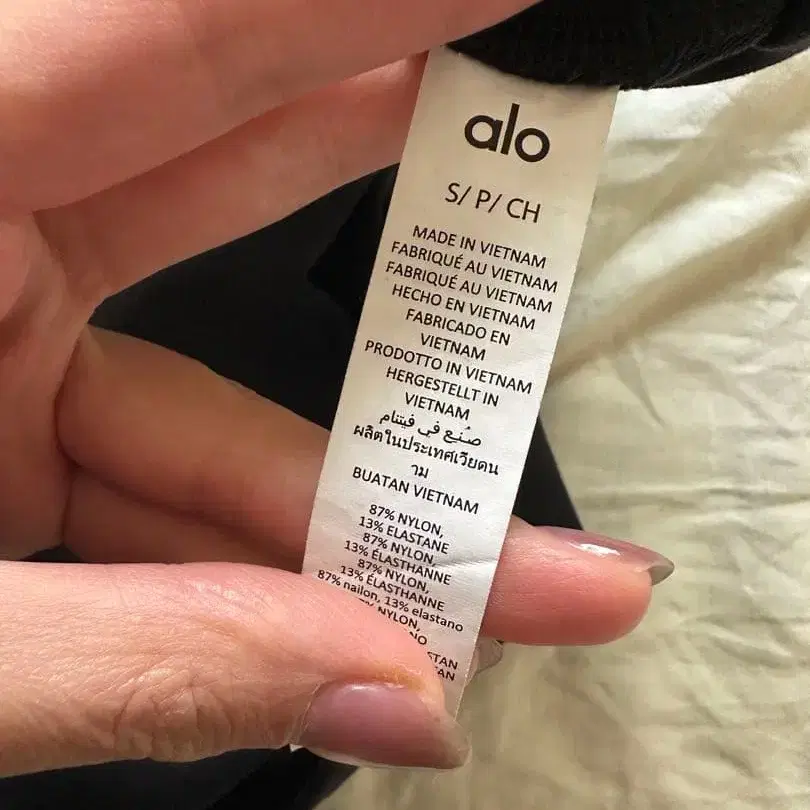 alo
S/ P/ CH
MADE IN VIETNAM
FABRIQUÉ AU VIETNAM
FABRIQUÉ AU VIETNAM
HECHO EN VIETNAM
FABRICADO EN
VIETNAM
PRODOTTO IN VIETNAM
HERGESTELLT IN
VIETNAM
صُنع في فيتنام
ผลิตในประเทศเวียดน
าม
BUATAN VIETNAM
87% NYLON,
13% ELASTANE
87% NYLON,
13% ÉLASTHANNE
87% NYLON,
13% ÉLASTHANNE
87% nailon, 13% elastano
NYLON,